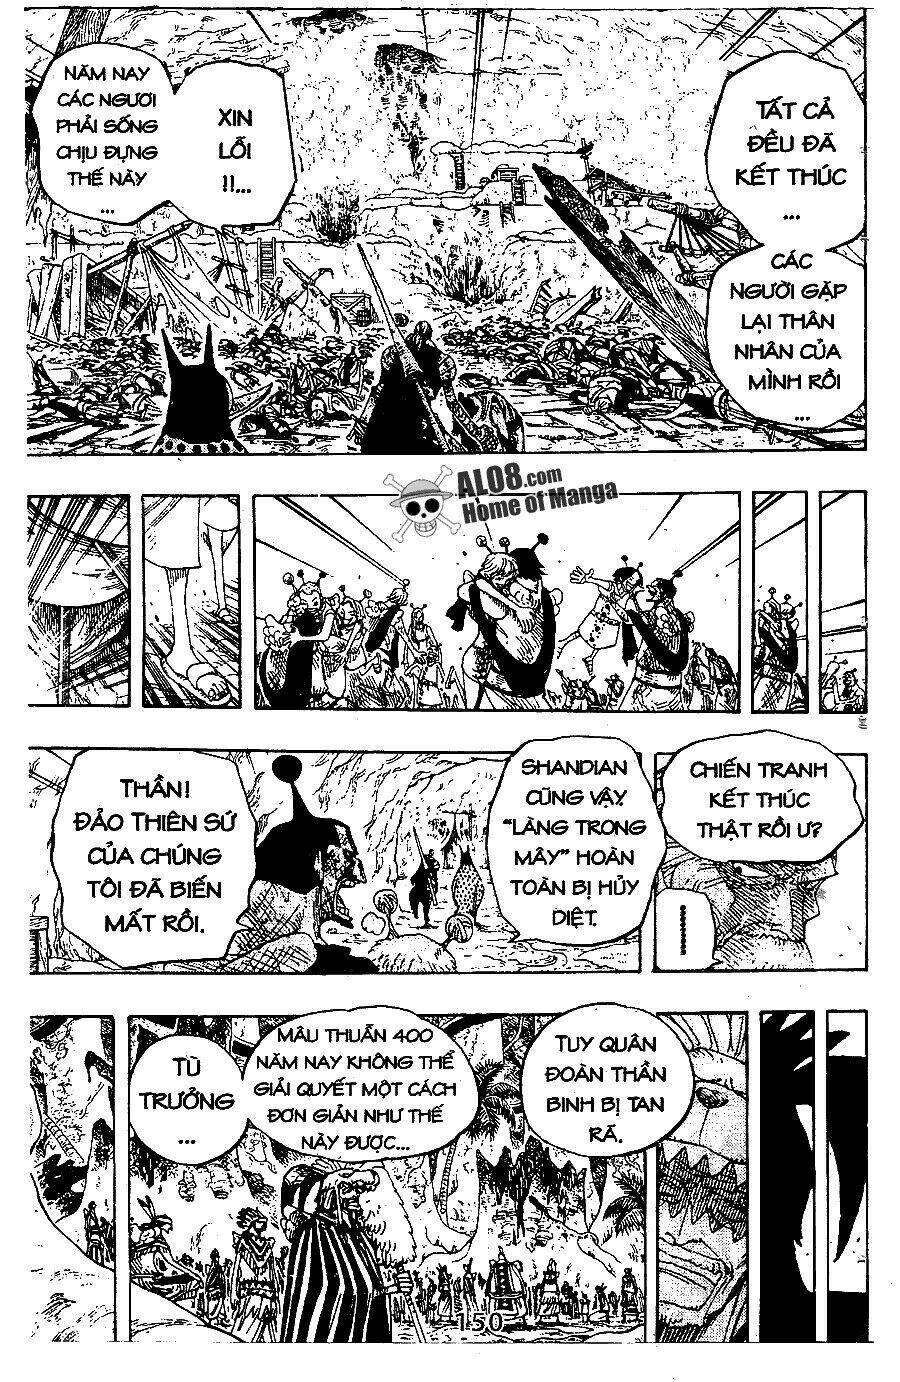 TẤT CẢ
ĐỀU ĐÃ
KẾT THÚC
...
CÁC
NGƯỜI GẶP
LẠI THÂN
NHÂN CỦA
MÌNH RỒI
...
XIN
LỖI
!!...
NĂM NAY
CÁC NGƯƠI
PHẢI SỐNG
CHỊU ĐỰNG
THẾ NÀY
...
ALO8.com
Home of Manga
CHIẾN TRANH
KẾT THÚC
THẬT RỒI Ư?
SHANDIAN
CŨNG VẬY.
"LÀNG TRONG
MÂY" HOÀN
TOÀN BỊ HỦY
DIỆT.
THẦN!
ĐẢO THIÊN SỨ
CỦA CHÚNG
TÔI ĐÃ BIẾN
MẤT RỒI.
TUY QUÂN
ĐOÀN THẦN
BINH BỊ TAN
RÃ.
MÂU THUẪN 400
NĂM NAY KHÔNG THỂ
GIẢI QUYẾT MỘT CÁCH
ĐƠN GIẢN NHƯ THẾ
NÀY ĐƯỢC...
TÙ
TRƯỞNG
...
150